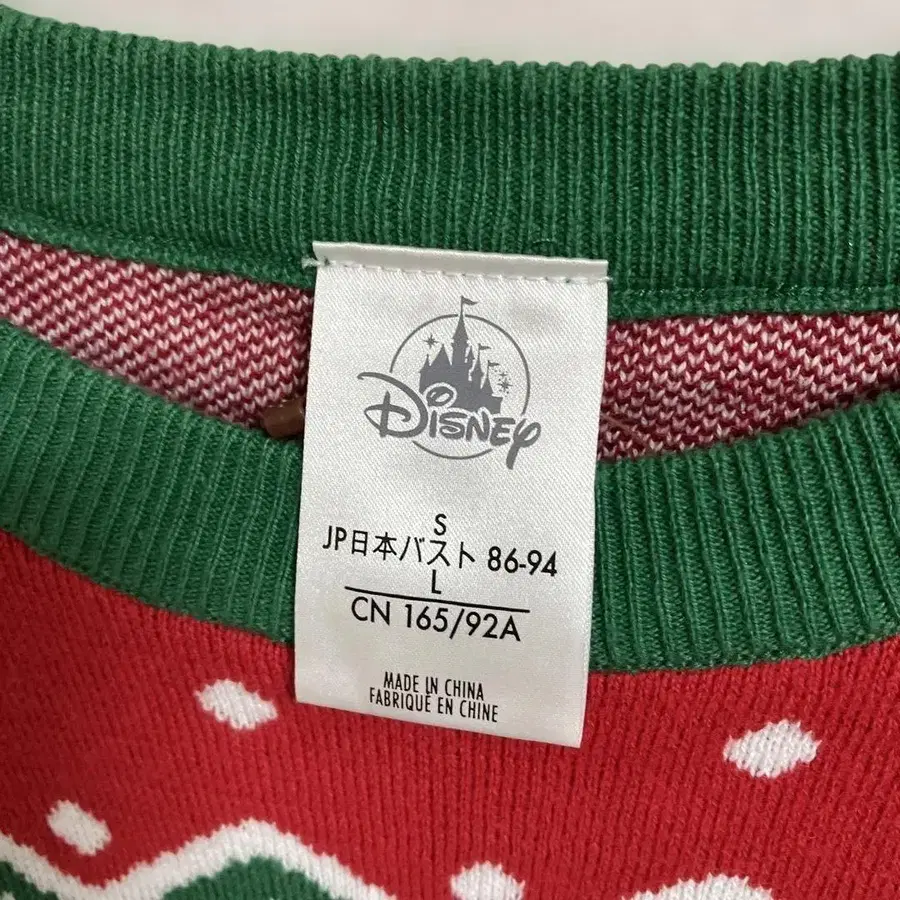 Disney
S
JP日本バスト 86-94
L
CN 165/92A
MADE IN CHINA
FABRIQUÉ EN CHINE